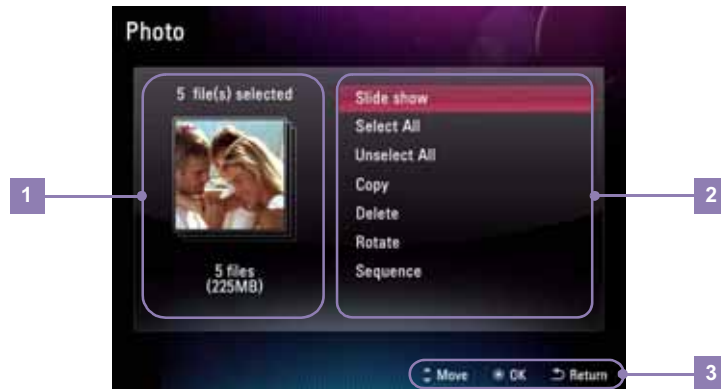 Photo
5 file(s) selected
5 files
(225MB)
Slide show
Select All
Unselect All
Copy
Delete
Rotate
Sequence
Move OK Return
1
2
3